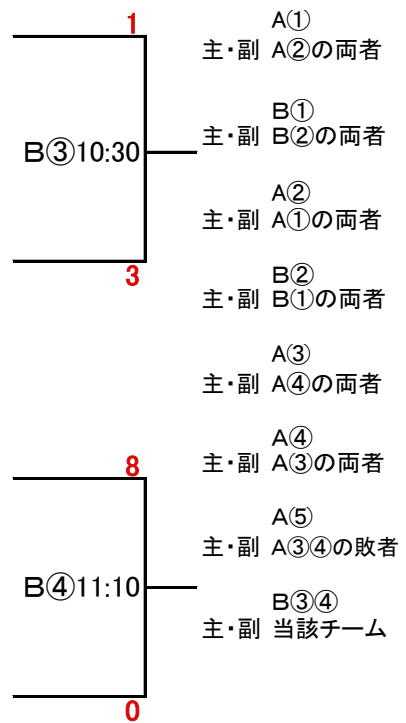 1
B③10:30
3
8
B④11:10
0
A①
主・副 A②の両者
B①
主・副 B②の両者
A②
主・副 A①の両者
B②
主・副 B①の両者
A③
主・副 A④の両者
A④
主・副 A③の両者
A⑤
主・副 A③④の敗者
B③④
主・副 当該チーム